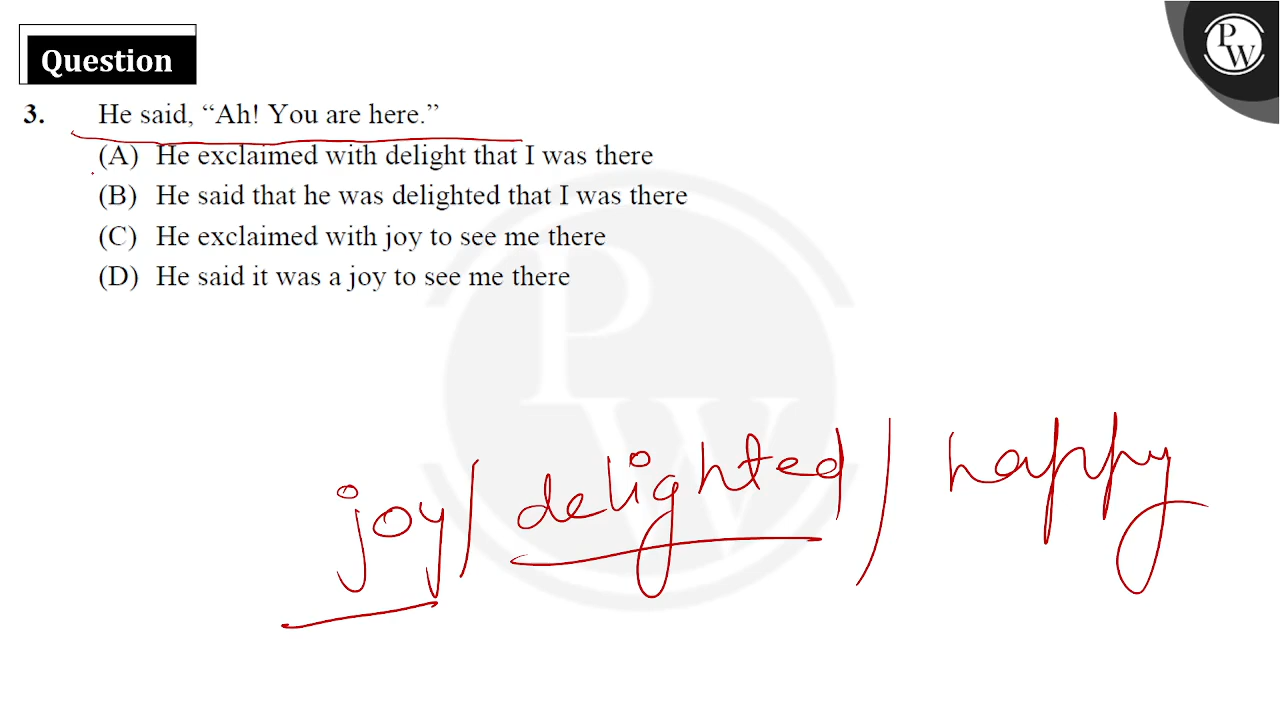 Question
PW
3. He said, “Ah! You are here.”
(A) He exclaimed with delight that I was there
(B) He said that he was delighted that I was there
(C) He exclaimed with joy to see me there
(D) He said it was a joy to see me there
PW
joy / delighted / happy